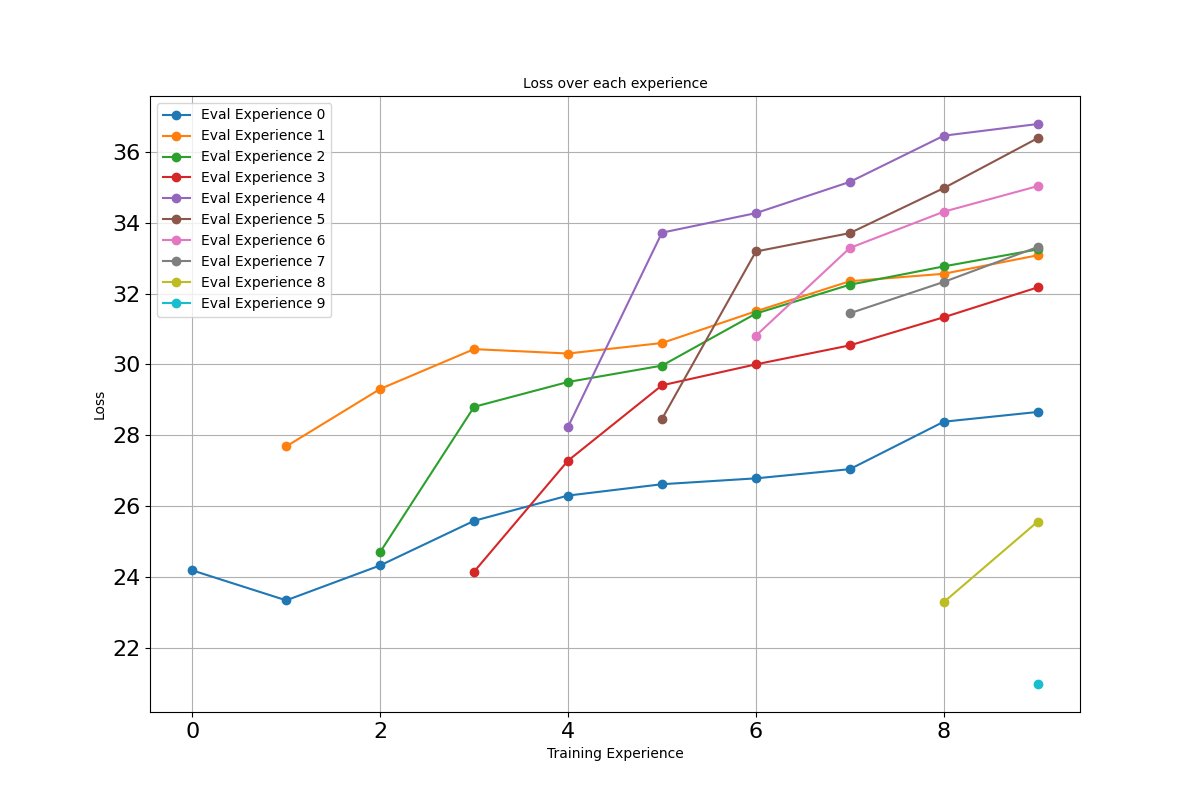 Loss over each experience
Eval Experience 0
Eval Experience 1
Eval Experience 2
Eval Experience 3
Eval Experience 4
Eval Experience 5
Eval Experience 6
Eval Experience 7
Eval Experience 8
Eval Experience 9
36
34
32
30
28
26
24
22
Loss
0 2 4 6 8
Training Experience